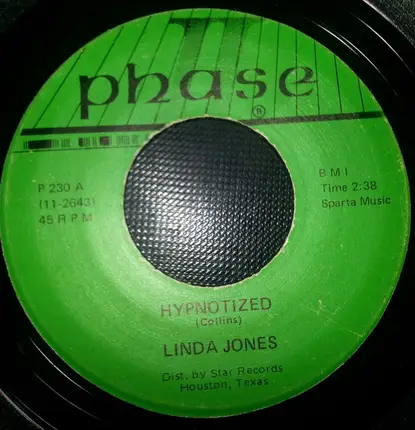 phase
®
P 230 A
(11-2643)
45 R P M
B M I
Time 2:38
Sparta Music
HYPNOTIZED
(Collins)
LINDA JONES
Dist. by Star Records
Houston, Texas